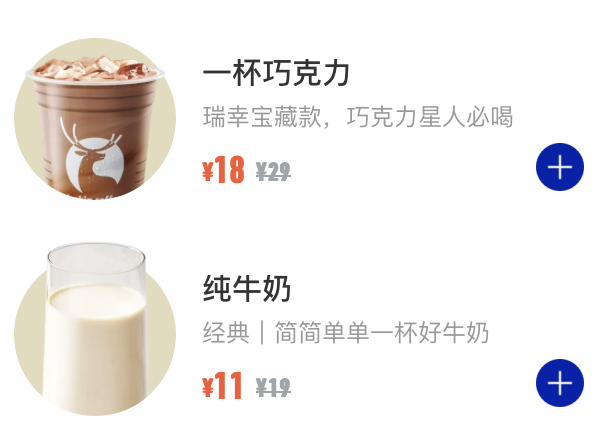 一杯巧克力
瑞幸宝藏款，巧克力星人必喝
¥18 ¥29
纯牛奶
经典｜简简单单一杯好牛奶
¥11 ¥19